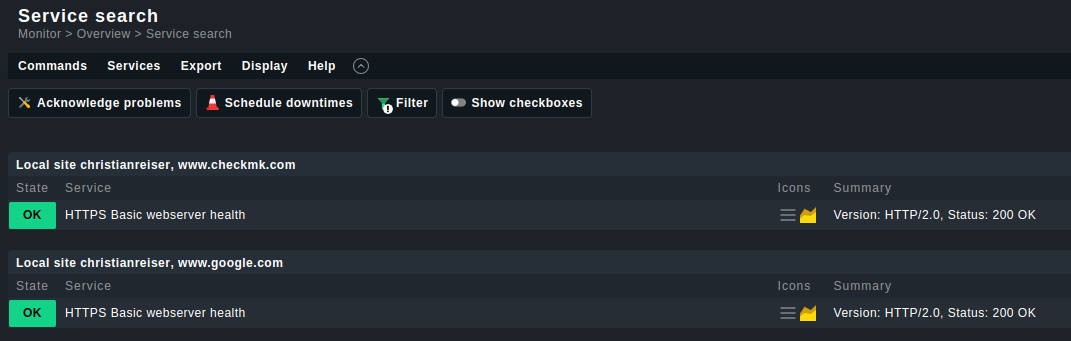 Service search
Monitor > Overview > Service search
Commands Services Export Display Help
Acknowledge problems Schedule downtimes Filter Show checkboxes
Local site christianreiser, www.checkmk.com
State Service Icons Summary
OK HTTPS Basic webserver health Version: HTTP/2.0, Status: 200 OK
Local site christianreiser, www.google.com
State Service Icons Summary
OK HTTPS Basic webserver health Version: HTTP/2.0, Status: 200 OK